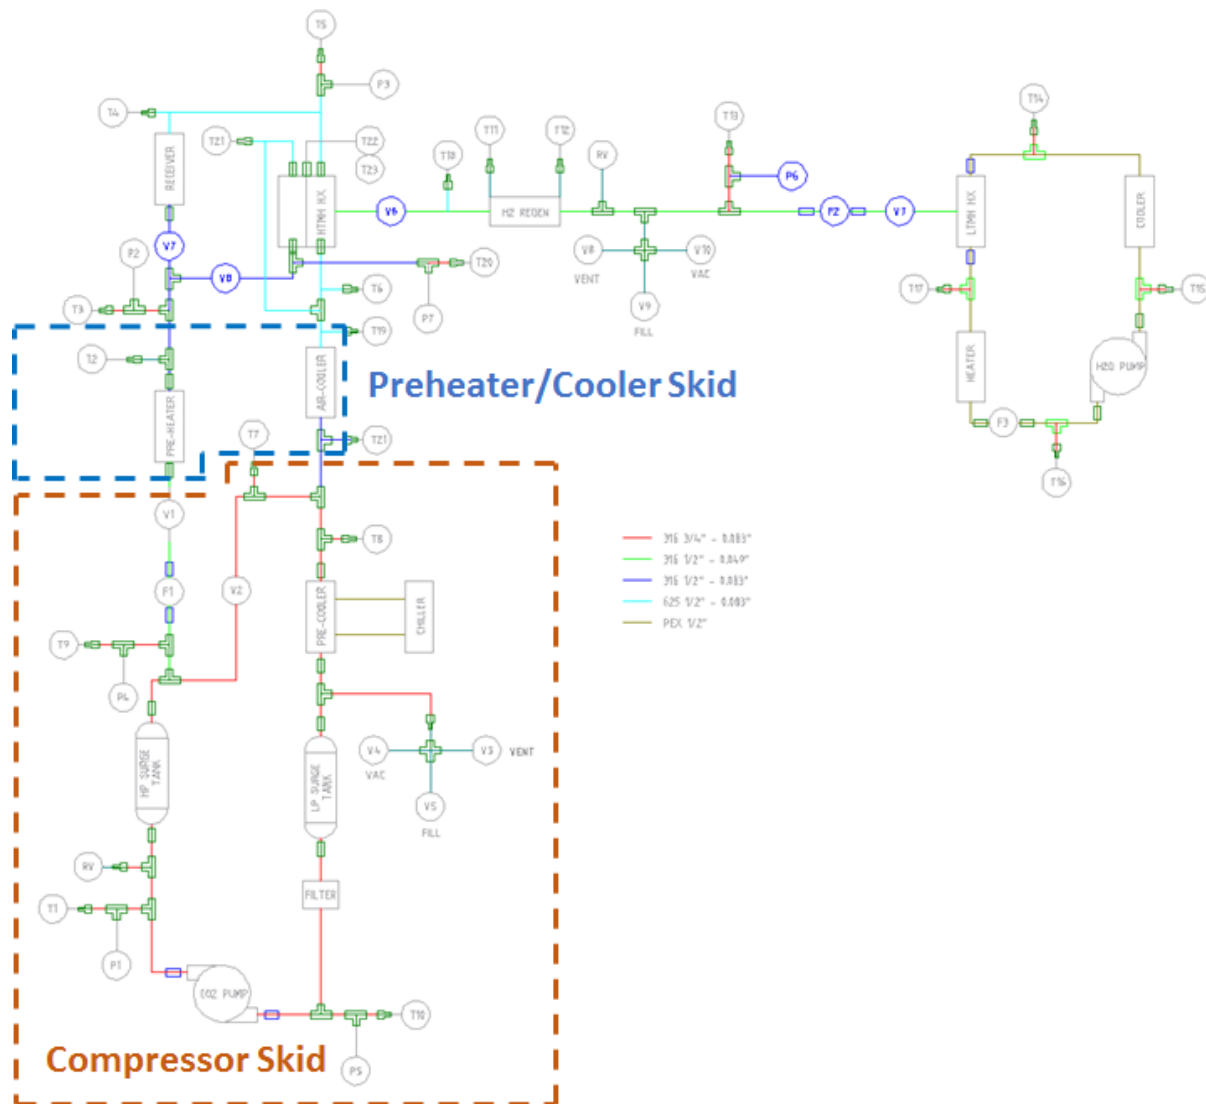 T5
P3
T4
T21
T22
T23
RECEIVER
HTMH HX
T10
T11
T12
H2 REGEN
RV
T13
P6
T14
V6
P2
V7
V8
T20
P7
T3
T6
T19
V8
VENT
V10
VAC
V9
FILL
LTMH HX
COOLER
T17
T15
HEATER
H2O PUMP
F3
T16
T2
PRE-HEATER
AIR-COOLER
Preheater/Cooler Skid
T7
T21
V1
T8
F1
V2
PRE-COOLER
CHILLER
T9
P4
316 3/4" - 0.083"
316 1/2" - 0.049"
316 1/2" - 0.083"
625 1/2" - 0.083"
PEX 1/2"
HP SURGE
TANK
LP SURGE
TANK
V4
VAC
V3
VENT
V5
FILL
RV
FILTER
T1
P1
CO2 PUMP
T10
P5
Compressor Skid